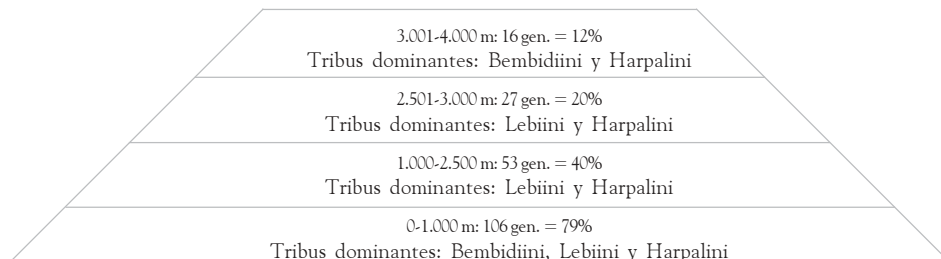 3.001-4.000 m: 16 gen. = 12%
Tribus dominantes: Bembidiini y Harpalini
2.501-3.000 m: 27 gen. = 20%
Tribus dominantes: Lebiini y Harpalini
1.000-2.500 m: 53 gen. = 40%
Tribus dominantes: Lebiini y Harpalini
0-1.000 m: 106 gen. = 79%
Tribus dominantes: Bembidiini, Lebiini y Harpalini